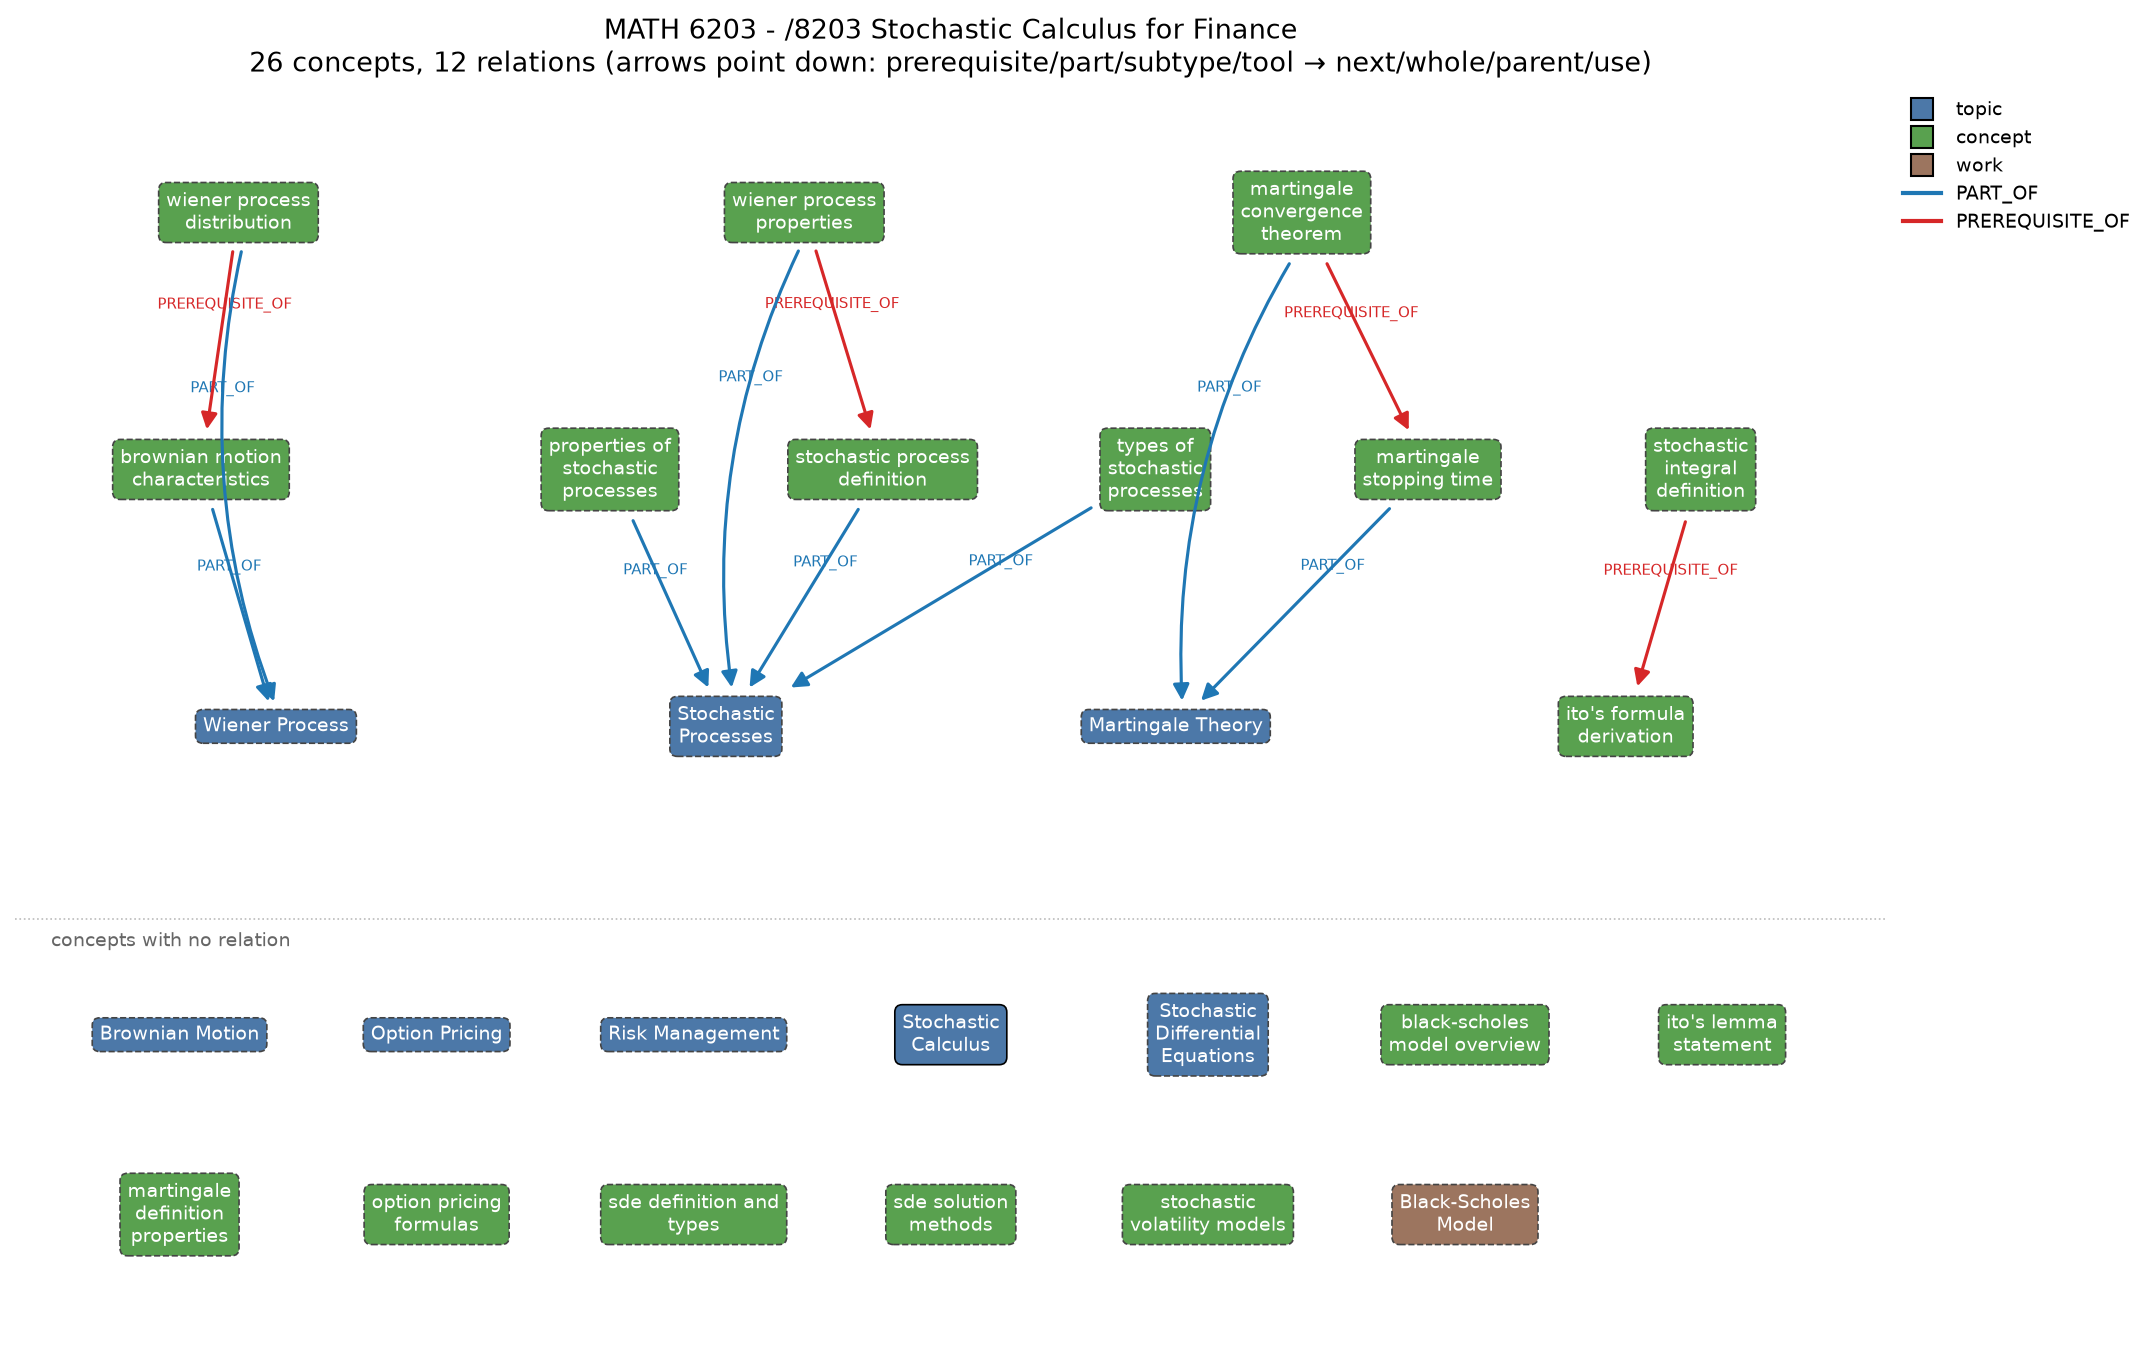 MATH 6203 - /8203 Stochastic Calculus for Finance
26 concepts, 12 relations (arrows point down: prerequisite/part/subtype/tool → next/whole/parent/use)
topic
concept
work
PART_OF
PREREQUISITE_OF
wiener process
distribution
wiener process
properties
martingale
convergence
theorem
PREREQUISITE_OF
PREREQUISITE_OF
PREREQUISITE_OF
PART_OF
PART_OF
PART_OF
brownian motion
characteristics
properties of
stochastic
processes
stochastic process
definition
types of
stochastic
processes
martingale
stopping time
stochastic
integral
definition
PART_OF
PART_OF
PART_OF
PART_OF
PART_OF
PREREQUISITE_OF
Wiener Process
Stochastic
Processes
Martingale Theory
ito's formula
derivation
concepts with no relation
Brownian Motion
Option Pricing
Risk Management
Stochastic
Calculus
Stochastic
Differential
Equations
black-scholes
model overview
ito's lemma
statement
martingale
definition
properties
option pricing
formulas
sde definition and
types
sde solution
methods
stochastic
volatility models
Black-Scholes
Model